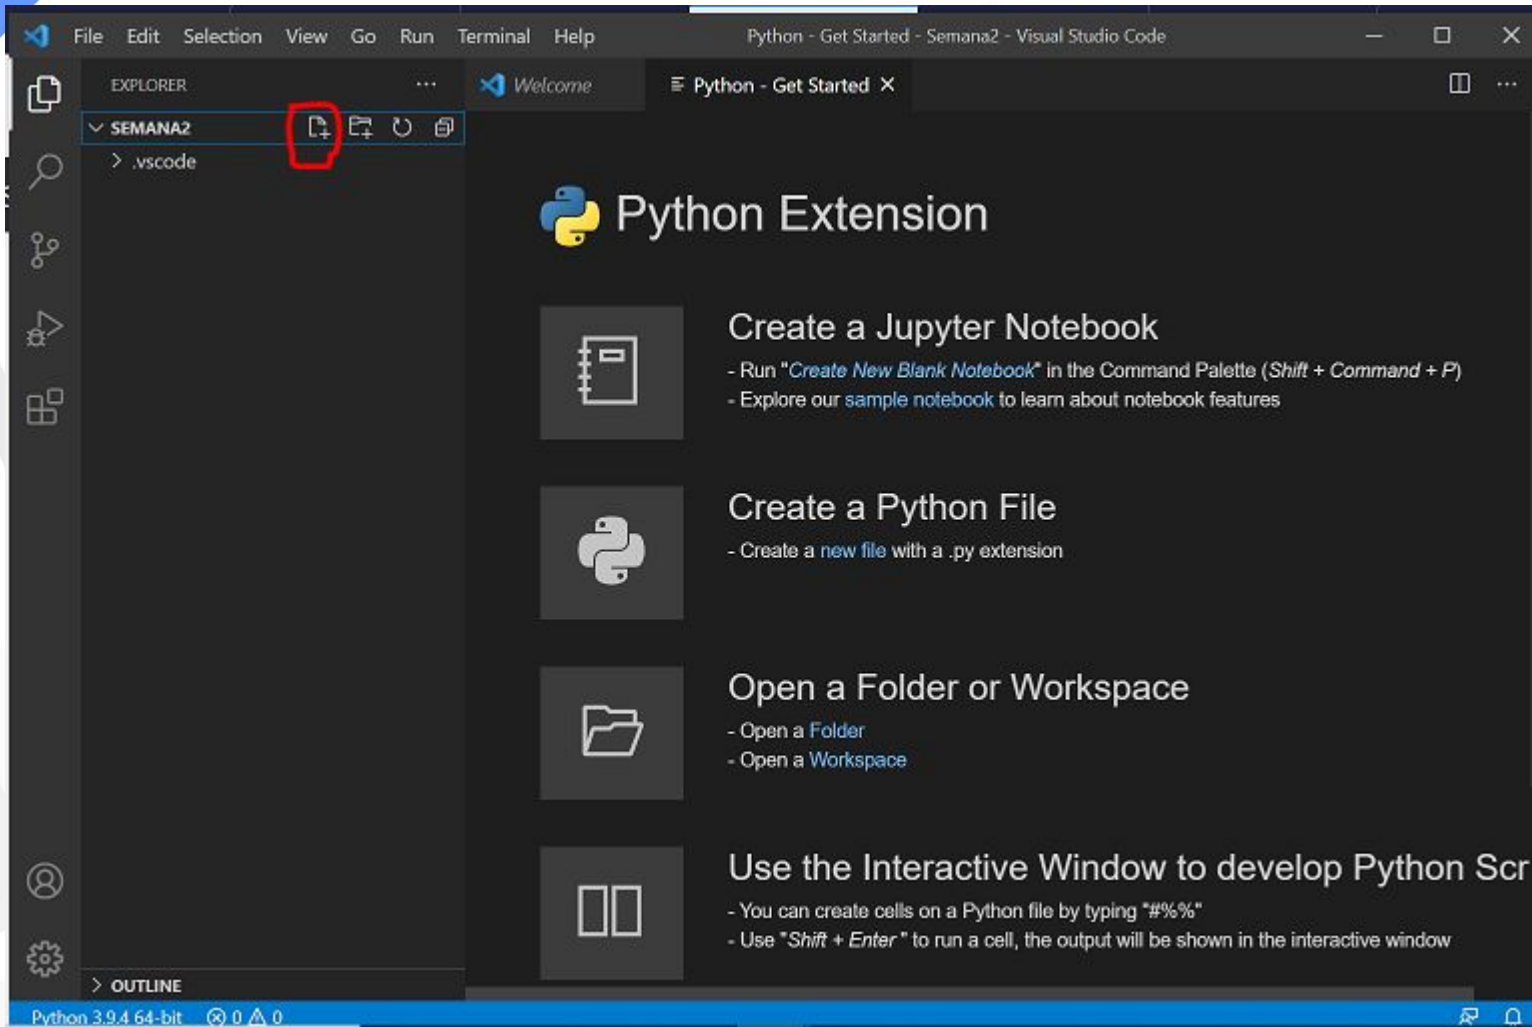 File Edit Selection View Go Run Terminal Help Python - Get Started - Semana2 - Visual Studio Code
EXPLORER
Welcome Python - Get Started
SEMANA2
.vscode
Python Extension
Create a Jupyter Notebook
- Run "Create New Blank Notebook" in the Command Palette (Shift + Command + P)
- Explore our sample notebook to learn about notebook features
Create a Python File
- Create a new file with a .py extension
Open a Folder or Workspace
- Open a Folder
- Open a Workspace
Use the Interactive Window to develop Python Scr
- You can create cells on a Python file by typing "#%%"
- Use "Shift + Enter " to run a cell, the output will be shown in the interactive window
OUTLINE
Python 3.9.4 64-bit 0 0